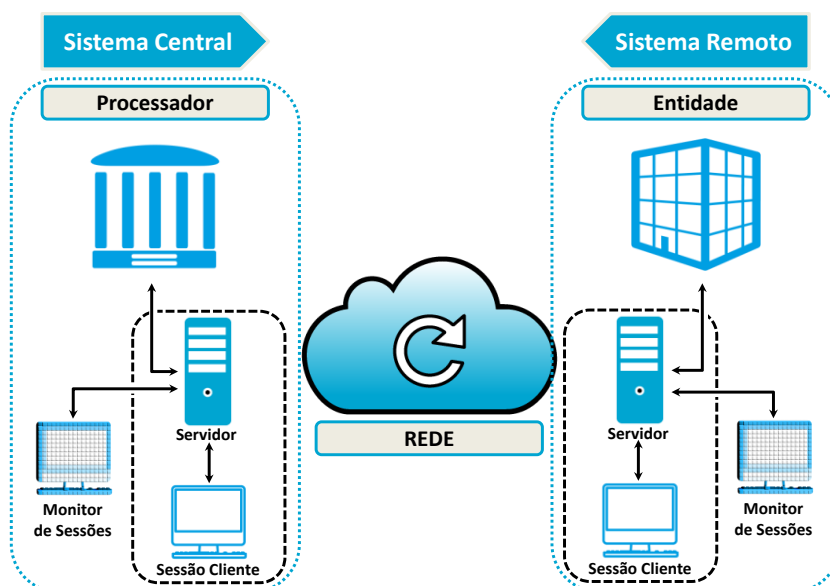 Sistema Central
Sistema Remoto
Processador
Entidade
Servidor
Monitor
de Sessões
Sessão Cliente
REDE
Servidor
Monitor
de Sessões
Sessão Cliente